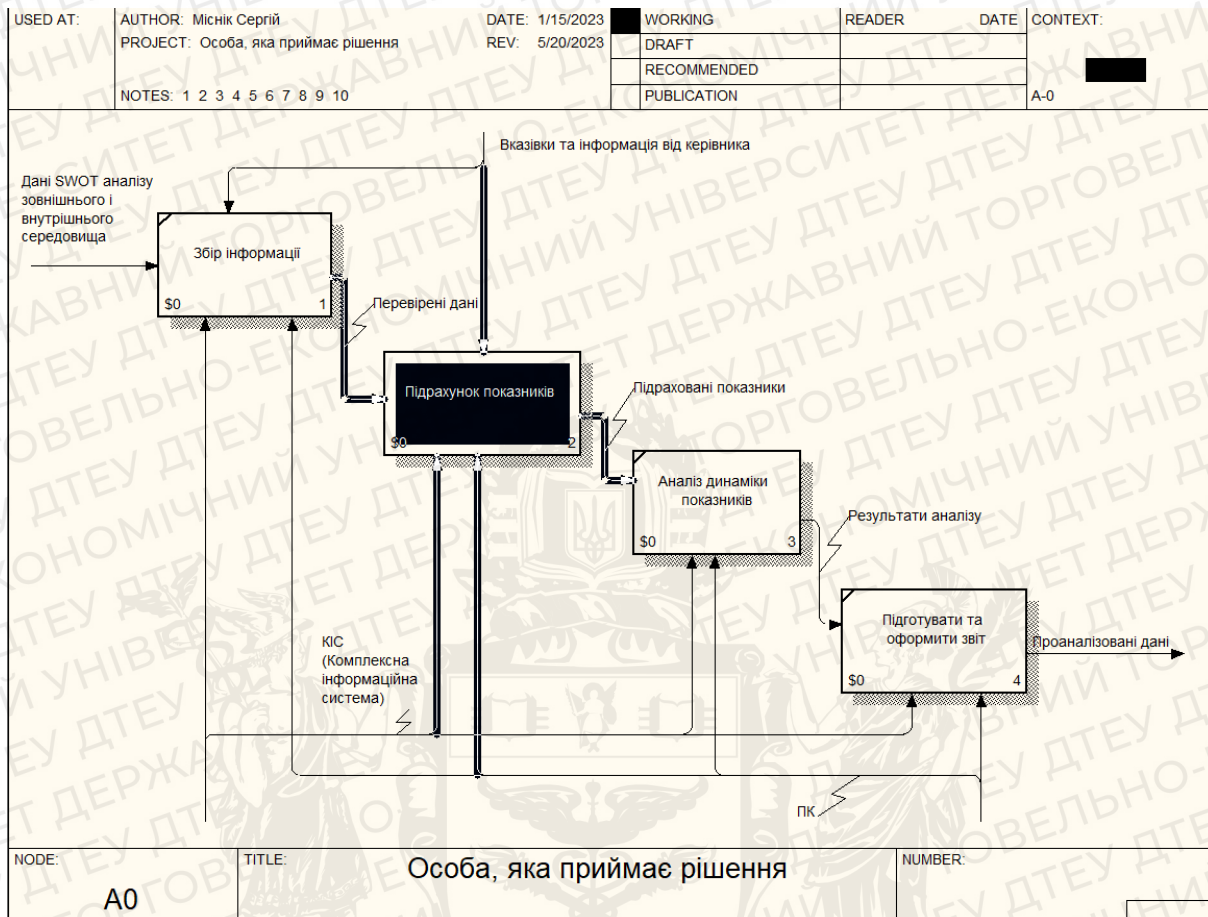 USED AT:
AUTHOR: Міснік Сергій
DATE: 1/15/2023
WORKING
READER
DATE
CONTEXT:
PROJECT: Особа, яка приймає рішення
REV: 5/20/2023
DRAFT
RECOMMENDED
NOTES: 1 2 3 4 5 6 7 8 9 10
PUBLICATION
A-0
Вказівки та інформація від керівника
Дані SWOT аналізу
зовнішнього і
внутрішнього
середовища
Збір інформації
$0
1
Перевірені дані
Підрахунок показників
$0
2
Підраховані показники
Аналіз динаміки
показників
$0
3
Результати аналізу
Підготувати та
оформити звіт
$0
4
Проаналізовані дані
КІС
(Комплексна
інформаційна
система)
ПК
NODE:
A0
TITLE:
Особа, яка приймає рішення
NUMBER: